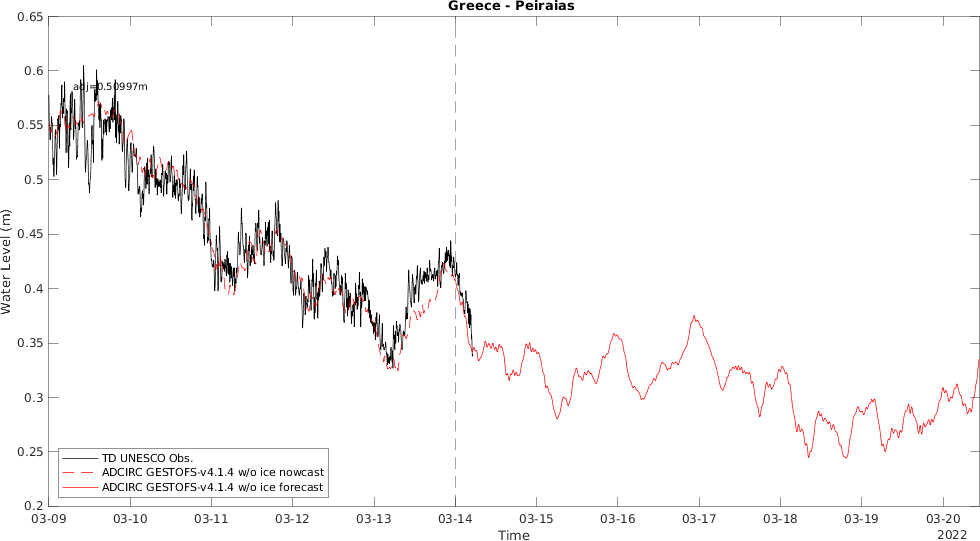 Greece - Peiraias
0.65
0.6
adj=0.50997m
0.55
0.5
0.45
0.4
0.35
0.3
0.25
0.2
Water Level (m)
TD UNESCO Obs.
ADCIRC GESTOFS-v4.1.4 w/o ice nowcast
ADCIRC GESTOFS-v4.1.4 w/o ice forecast
03-09 03-10 03-11 03-12 03-13 03-14 03-15 03-16 03-17 03-18 03-19 03-20
Time
2022